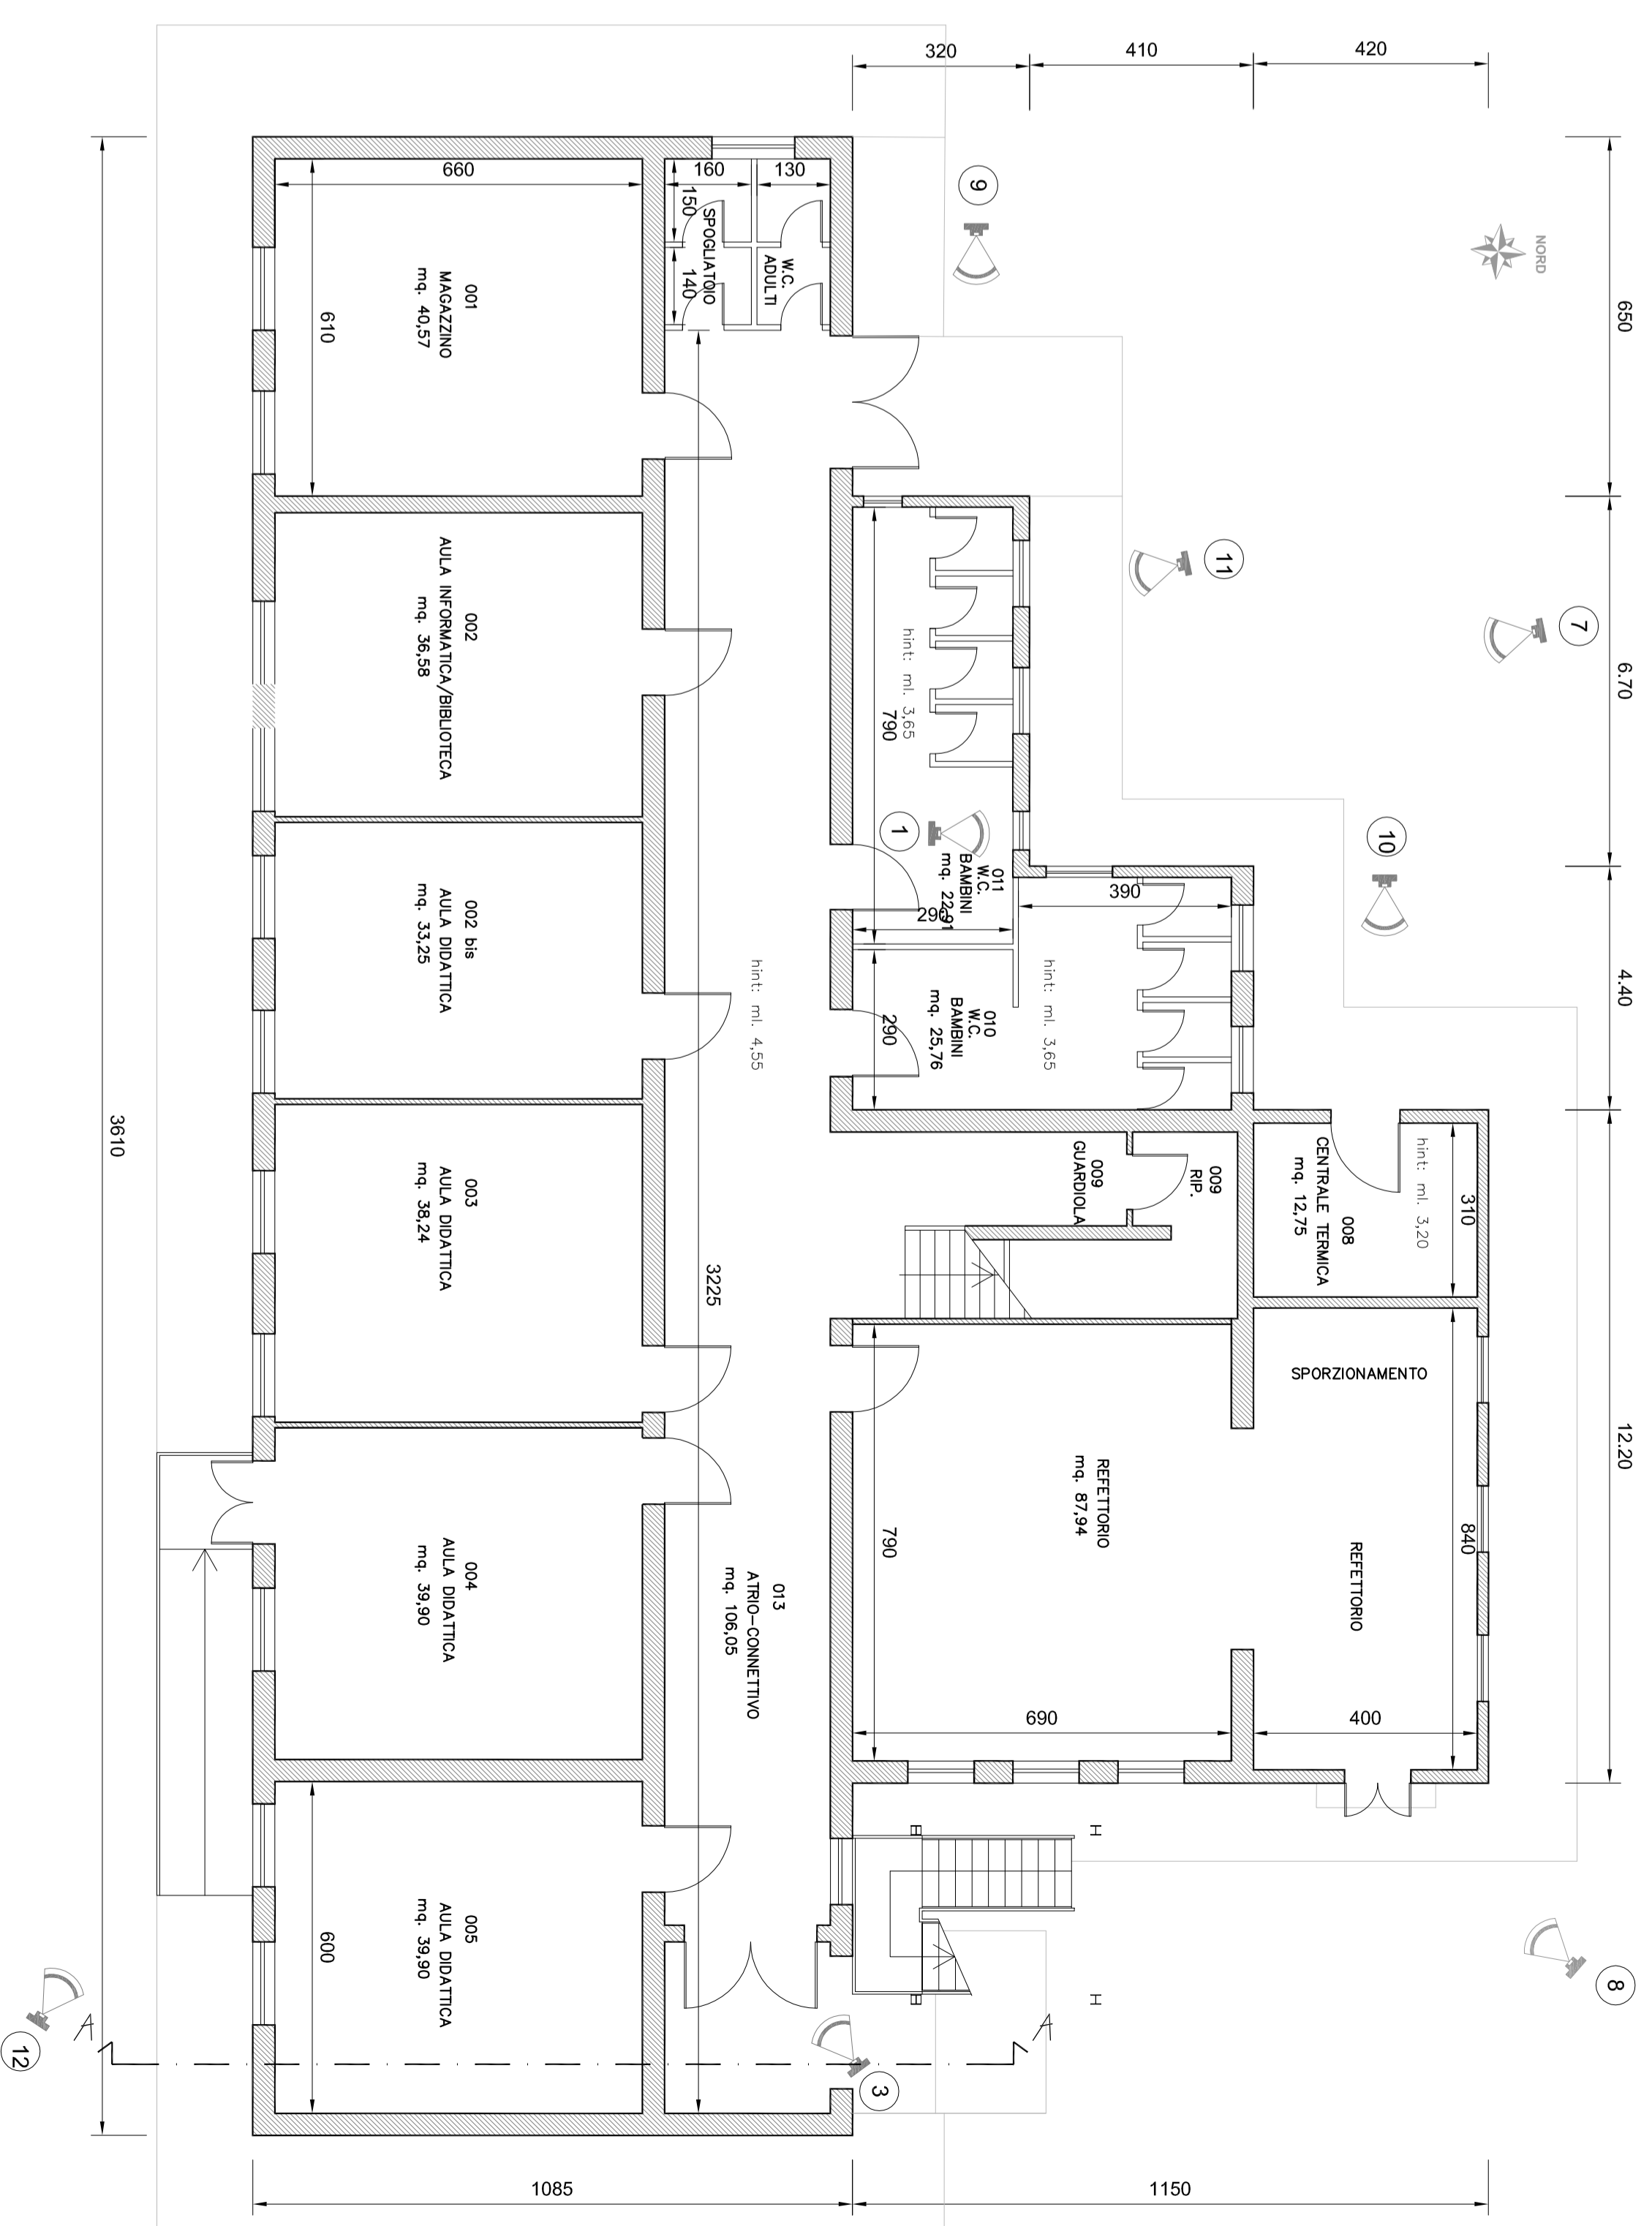 320
410
420
650
6.70
4.40
12.20
NORD
9
11
7
10
1
8
3
12
660
610
160
130
150
140
SPOGLIATOIO
W.C.
ADULTI
001
MAGAZZINO
mq. 40,57
002
AULA INFORMATICA/BIBLIOTECA
mq. 36,58
002 bis
AULA DIDATTICA
mq. 33,25
003
AULA DIDATTICA
mq. 38,24
004
AULA DIDATTICA
mq. 39,90
005
AULA DIDATTICA
mq. 39,90
600
hint: ml. 3,65
790
011
W.C.
BAMBINI
mq. 22,91
290
390
hint: ml. 3,65
010
W.C.
BAMBINI
mq. 25,76
290
hint: ml. 4,55
3225
013
ATRIO-CONNETTIVO
mq. 106,05
009
GUARDIOLA
009
RIP.
008
CENTRALE TERMICA
mq. 12,75
hint: ml. 3,20
310
SPORZIONAMENTO
REFETTORIO
mq. 87,94
REFETTORIO
840
790
690
400
H
H
A
A
3610
1085
1150